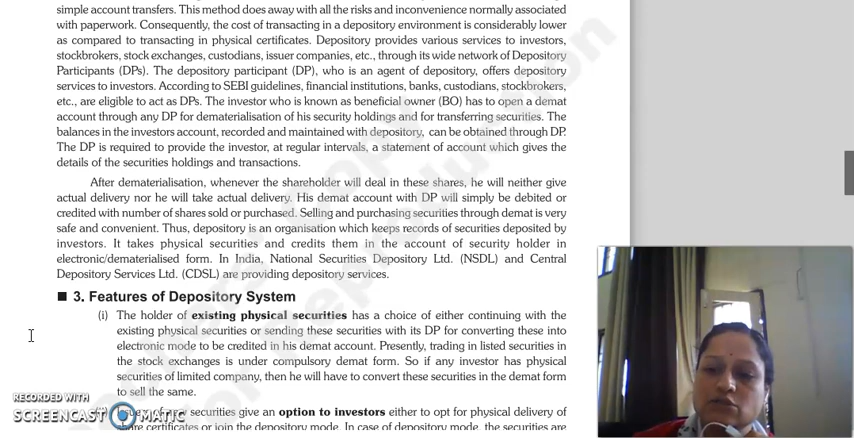 simple account transfers. This method does away with all the risks and inconvenience normally associated
with paperwork. Consequently, the cost of transacting in a depository environment is considerably lower
as compared to transacting in physical certificates. Depository provides various services to investors,
stockbrokers, stock exchanges, custodians, issuer companies, etc., through its wide network of Depository
Participants (DPs). The depository participant (DP), who is an agent of depository, offers depository
services to investors. According to SEBI guidelines, financial institutions, banks, custodians, stockbrokers,
etc., are eligible to act as DPs. The investor who is known as beneficial owner (BO) has to open a demat
account through any DP for dematerialisation of his security holdings and for transferring securities. The
balances in the investors account, recorded and maintained with depository, can be obtained through DP.
The DP is required to provide the investor, at regular intervals, a statement of account which gives the
details of the securities holdings and transactions.
After dematerialisation, whenever the shareholder will deal in these shares, he will neither give
actual delivery nor he will take actual delivery. His demat account with DP will simply be debited or
credited with number of shares sold or purchased. Selling and purchasing securities through demat is very
safe and convenient. Thus, depository is an organisation which keeps records of securities deposited by
investors. It takes physical securities and credits them in the account of security holder in
electronic/dematerialised form. In India, National Securities Depository Ltd. (NSDL) and Central
Depository Services Ltd. (CDSL) are providing depository services.
■ 3. Features of Depository System
(i) The holder of existing physical securities has a choice of either continuing with the
existing physical securities or sending these securities with its DP for converting these into
electronic mode to be credited in his demat account. Presently, trading in listed securities in
the stock exchanges is under compulsory demat form. So if any investor has physical
securities of limited company, then he will have to convert these securities in the demat form
to sell the same.
securities give an option to investors either to opt for physical delivery of
certificates or join the depository mode. In case of depository mode, the securities are
RECORDED WITH
SCREENCAST MATIC